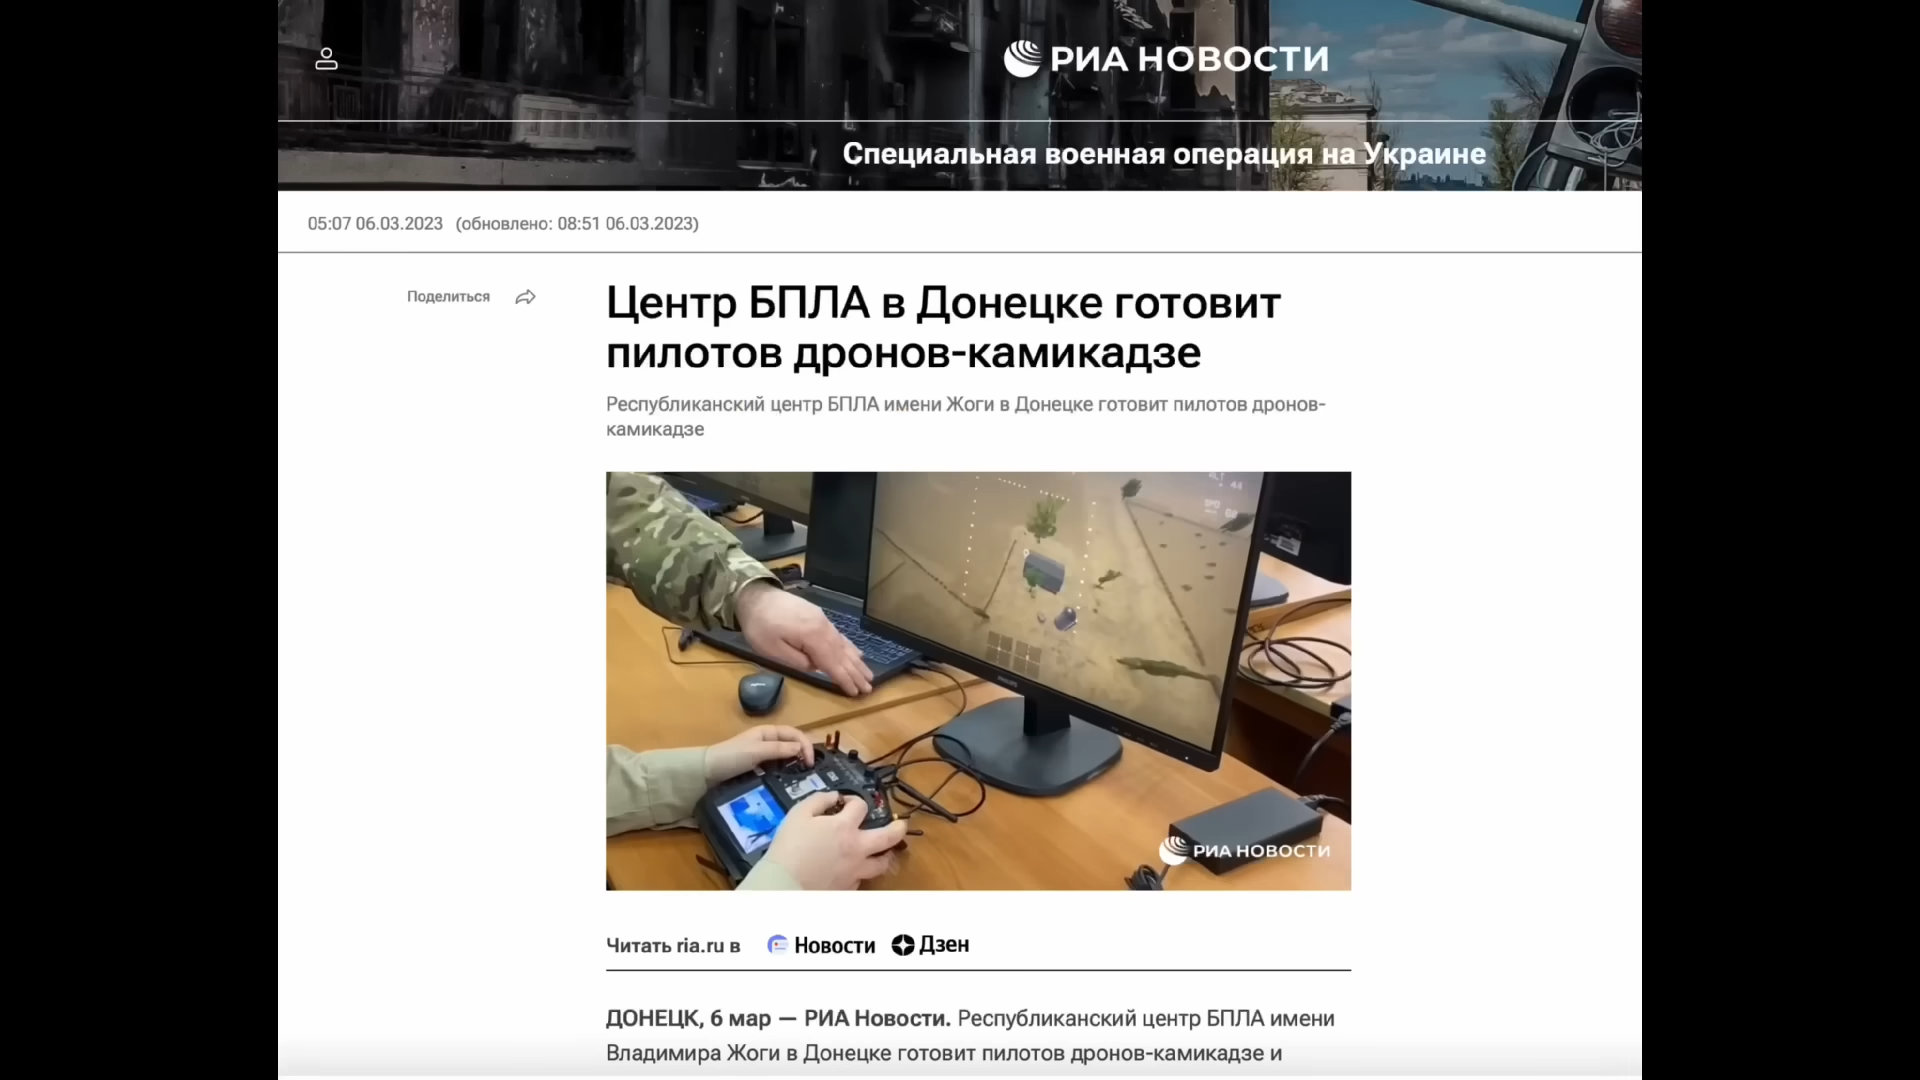 РИА НОВОСТИ
Специальная военная операция на Украине
05:07 06.03.2023 (обновлено: 08:51 06.03.2023)
Поделиться
Центр БПЛА в Донецке готовит
пилотов дронов-камикадзе
Республиканский центр БПЛА имени Жоги в Донецке готовит пилотов дронов-
камикадзе
РИА НОВОСТИ
Читать ria.ru в Новости Дзен
ДОНЕЦК, 6 мар — РИА Новости. Республиканский центр БПЛА имени
Владимира Жоги в Донецке готовит пилотов дронов-камикадзе и